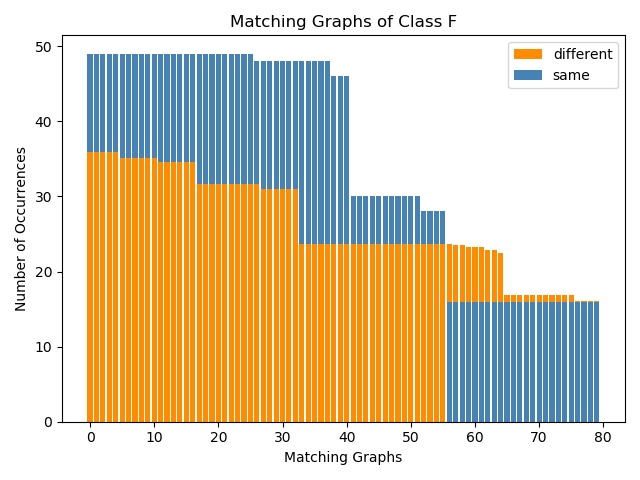 Matching Graphs of Class F
different
same
Number of Occurrences
50
40
30
20
10
0
0 10 20 30 40 50 60 70 80
Matching Graphs